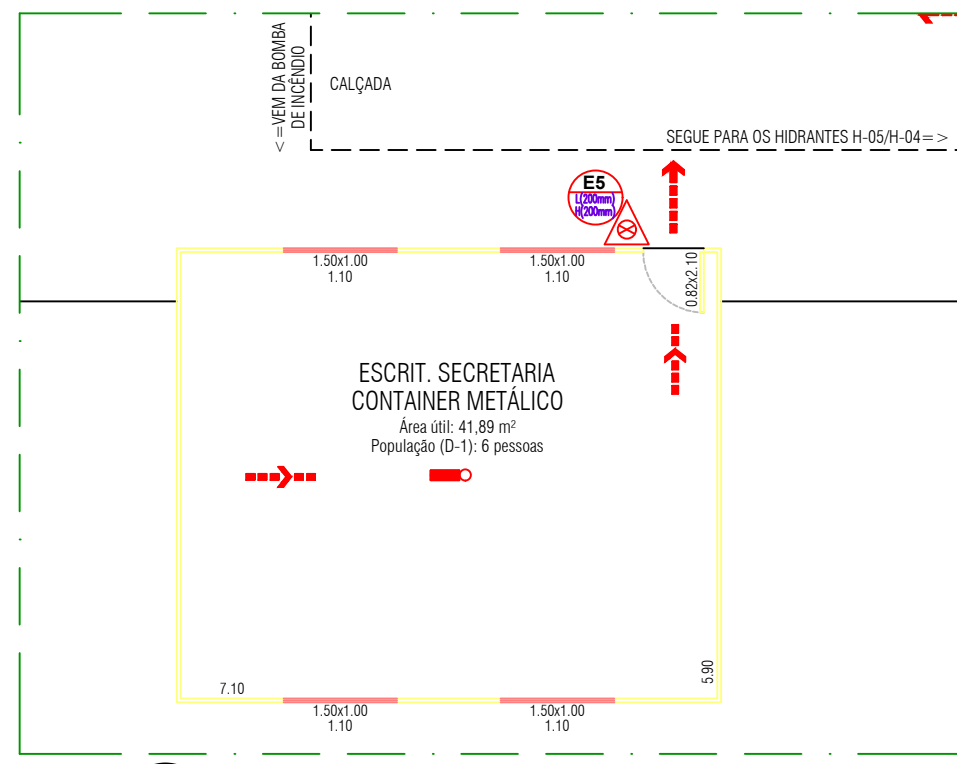 <=VEM DA BOMBA
DE INCÊNDIO
CALÇADA
SEGUE PARA OS HIDRANTES H-05/H-04=>
E5
L(200mm)
H(200mm)
1.50x1.00
1.10
1.50x1.00
1.10
0.82x2.10
ESCRIT. SECRETARIA
CONTAINER METÁLICO
Área útil: 41,89 m²
População (D-1): 6 pessoas
7.10
5.90
1.50x1.00
1.10
1.50x1.00
1.10